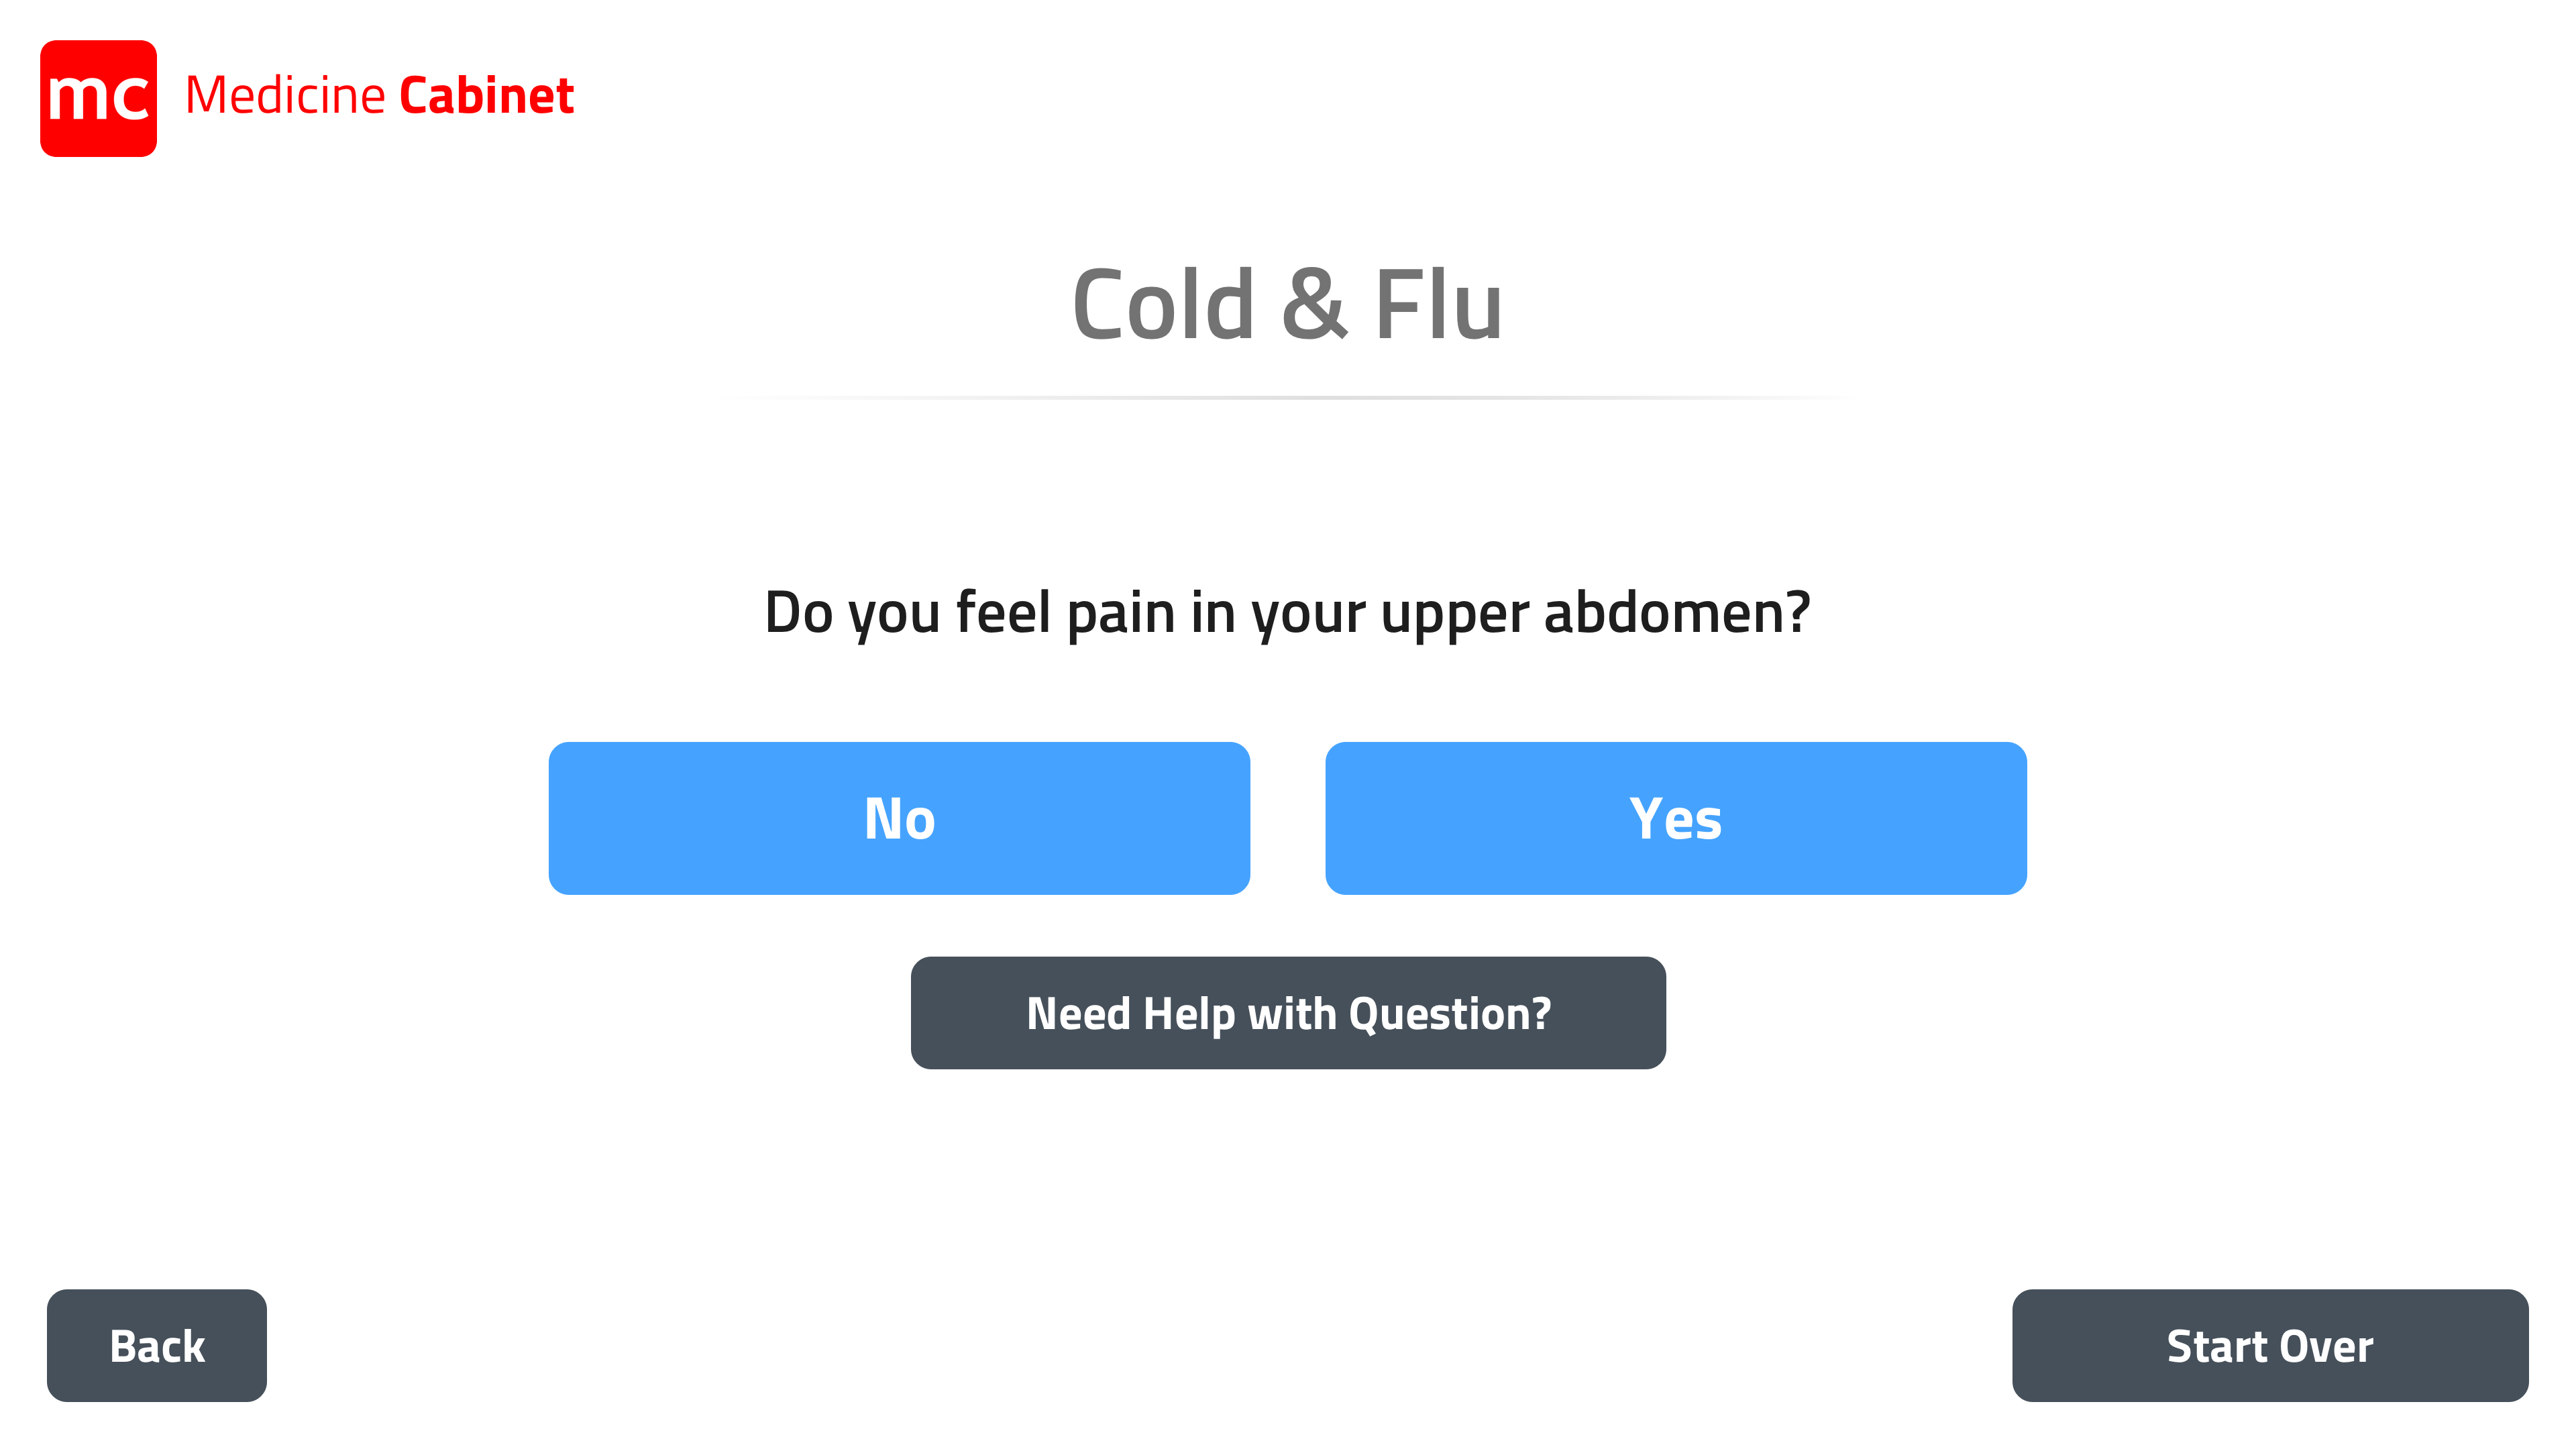 mc
Medicine Cabinet
Cold & Flu
Do you feel pain in your upper abdomen?
No
Yes
Need Help with Question?
Back
Start Over